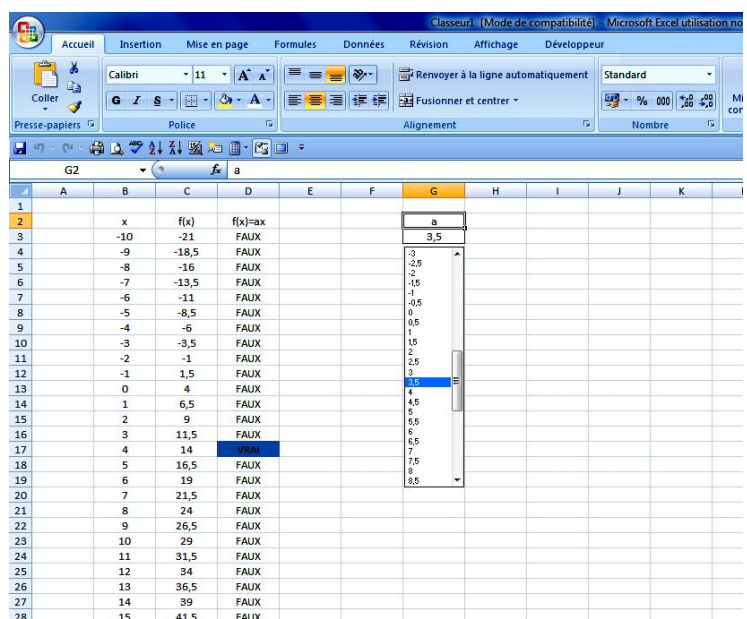 Classeur1 [Mode de compatibilité] - Microsoft Excel utilisation no
Accueil Insertion Mise en page Formules Données Révision Affichage Développeur
Coller
Calibri 11 A A
Renvoyer à la ligne automatiquement
Standard
G I S A
Fusionner et centrer
% 000
Presse-papiers Police Alignement Nombre
G2 fx a
A B C D E F G H I J K
1
2 x f(x) f(x)=ax a
3 -10 -21 FAUX 3,5
4 -9 -18,5 FAUX
5 -8 -16 FAUX
6 -7 -13,5 FAUX
7 -6 -11 FAUX
8 -5 -8,5 FAUX
9 -4 -6 FAUX
10 -3 -3,5 FAUX
11 -2 -1 FAUX
12 -1 1,5 FAUX
13 0 4 FAUX
14 1 6,5 FAUX
15 2 9 FAUX
16 3 11,5 FAUX
17 4 14 VRAI
18 5 16,5 FAUX
19 6 19 FAUX
20 7 21,5 FAUX
21 8 24 FAUX
22 9 26,5 FAUX
23 10 29 FAUX
24 11 31,5 FAUX
25 12 34 FAUX
26 13 36,5 FAUX
27 14 39 FAUX
28 15 41,5 FAUX
-3
-2,5
-2
-1,5
-1
-0,5
0
0,5
1
1,5
2
2,5
3
3,5
4
4,5
5
5,5
6
6,5
7
7,5
8
8,5